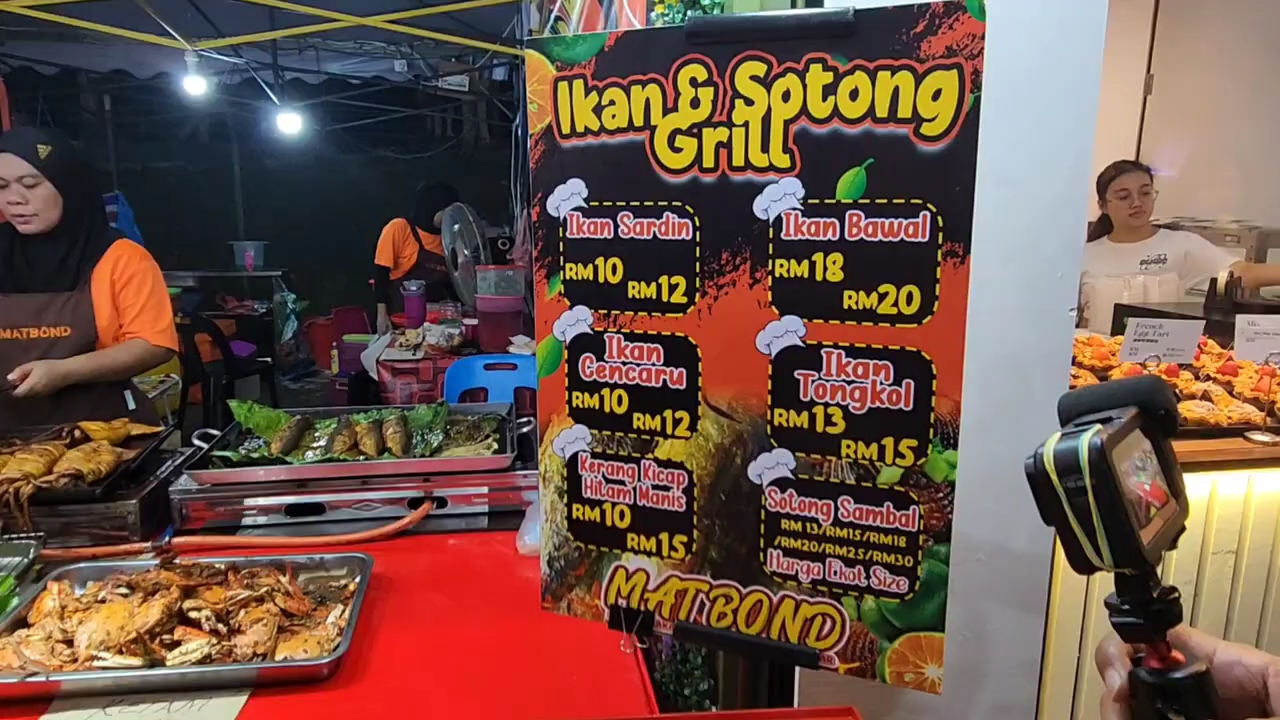 Ikan & Sotong
Grill
Ikan Sardin
RM10
RM12
Ikan Bawal
RM18
RM20
Ikan
Cencaru
RM10
RM12
Ikan
Tongkol
RM13
RM15
Kerang Kicap
Hitam Manis
RM10
RM15
Sotong Sambal
RM 13/RM15/RM18
/RM20/RM25/RM30
Harga Ekot Size
MATBOND
MATBOND
French
Egg Tart